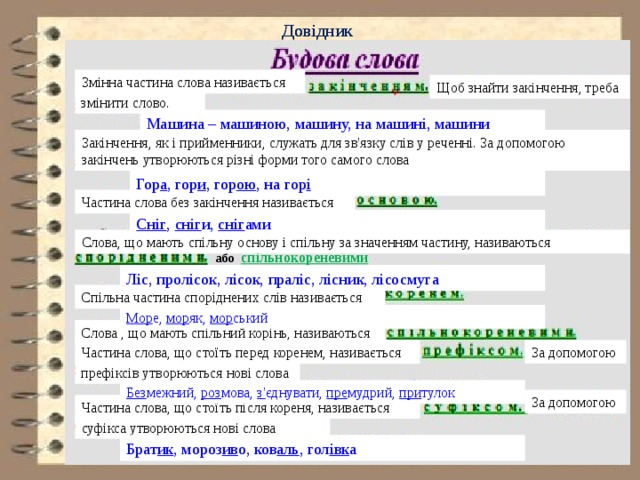 Довідник
Будова слова
Змінна частина слова називається закінченням. Щоб знайти закінчення, треба
змінити слово.
Машина – машиною, машину, на машині, машини
Закінчення, як і прийменники, служать для зв'язку слів у реченні. За допомогою
закінчень утворюються різні форми того самого слова
Гора, гори, горою, на горі
Частина слова без закінчення називається основою.
Сніг, сніги, снігами
Слова, що мають спільну основу і спільну за значенням частину, називаються
спорідненими. або спільнокореневими
Ліс, пролісок, лісок, праліс, лісник, лісосмуга
Спільна частина споріднених слів називається коренем.
Море, моряк, морський
Слова , що мають спільний корінь, називаються спільнокореневими.
Частина слова, що стоїть перед коренем, називається префіксом. За допомогою
префіксів утворюються нові слова
Безмежний, розмова, з'єднувати, премудрий, притулок
Частина слова, що стоїть після кореня, називається суфіксом. За допомогою
суфікса утворюються нові слова
Братик, морозиво, коваль, голівка